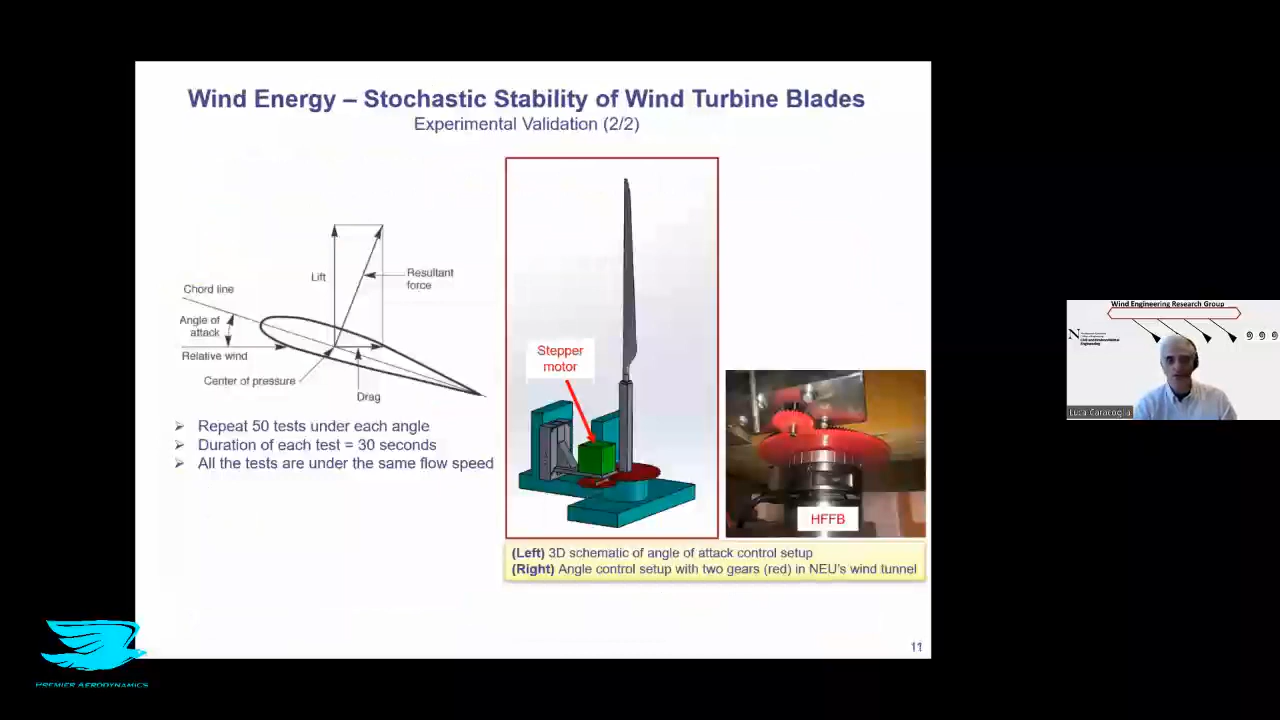 Wind Energy – Stochastic Stability of Wind Turbine Blades
Experimental Validation (2/2)
Lift
Resultant
force
Chord line
Angle of
attack
Relative wind
Center of pressure
Drag
➢ Repeat 50 tests under each angle
➢ Duration of each test = 30 seconds
➢ All the tests are under the same flow speed
Stepper
motor
HFFB
(Left) 3D schematic of angle of attack control setup
(Right) Angle control setup with two gears (red) in NEU's wind tunnel
11
Wind Engineering Research Group
N
Luca Caracoglia
PREMIER AERODYNAMICS